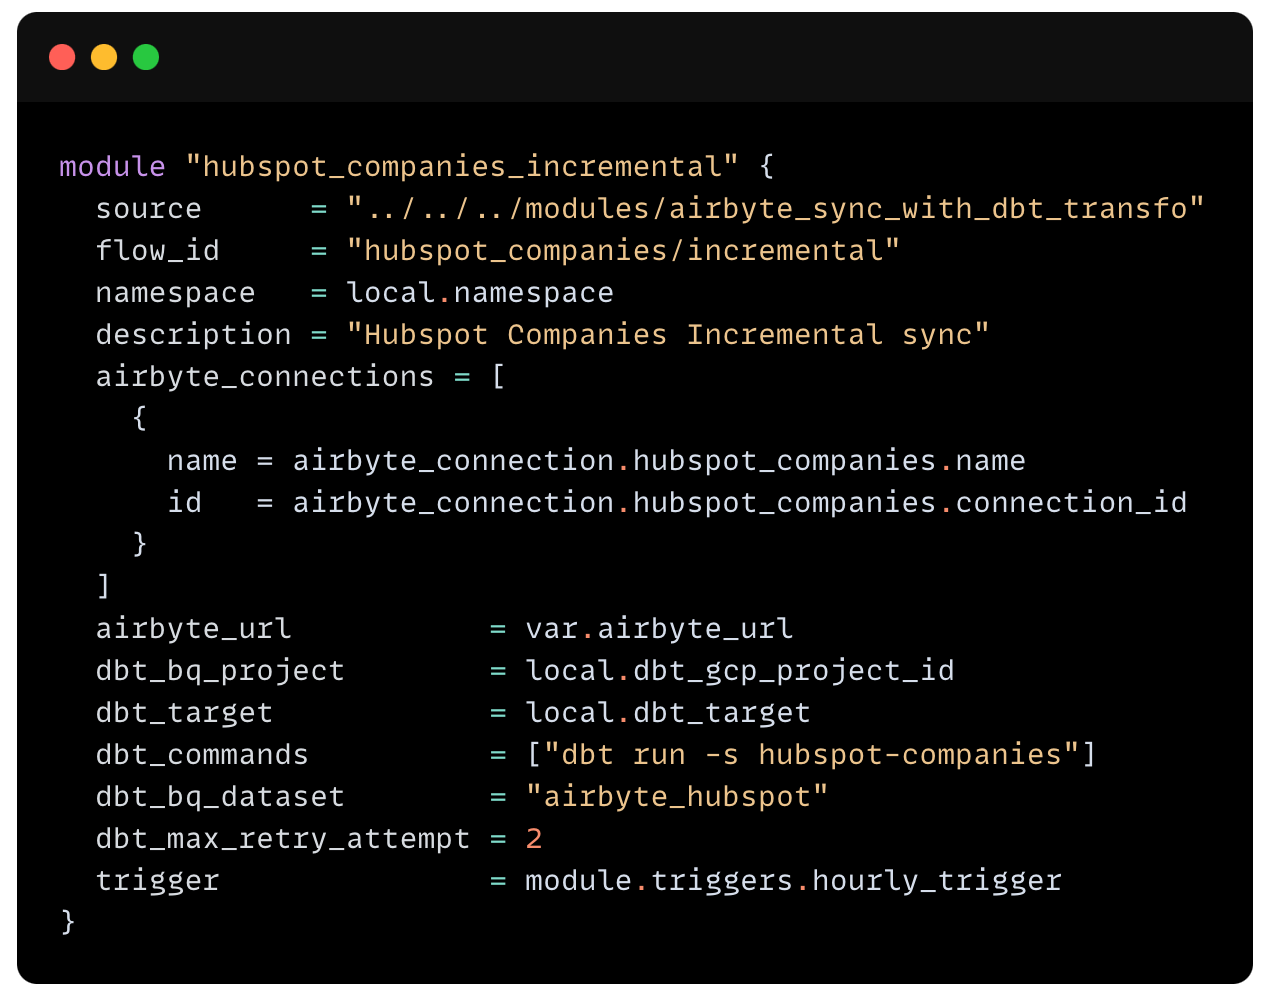 module "hubspot_companies_incremental" {
  source      = "../../../modules/airbyte_sync_with_dbt_transfo"
  flow_id     = "hubspot_companies/incremental"
  namespace   = local.namespace
  description = "Hubspot Companies Incremental sync"
  airbyte_connections = [
    {
      name = airbyte_connection.hubspot_companies.name
      id   = airbyte_connection.hubspot_companies.connection_id
    }
  ]
  airbyte_url           = var.airbyte_url
  dbt_bq_project        = local.dbt_gcp_project_id
  dbt_target            = local.dbt_target
  dbt_commands          = ["dbt run -s hubspot-companies"]
  dbt_bq_dataset        = "airbyte_hubspot"
  dbt_max_retry_attempt = 2
  trigger               = module.triggers.hourly_trigger
}